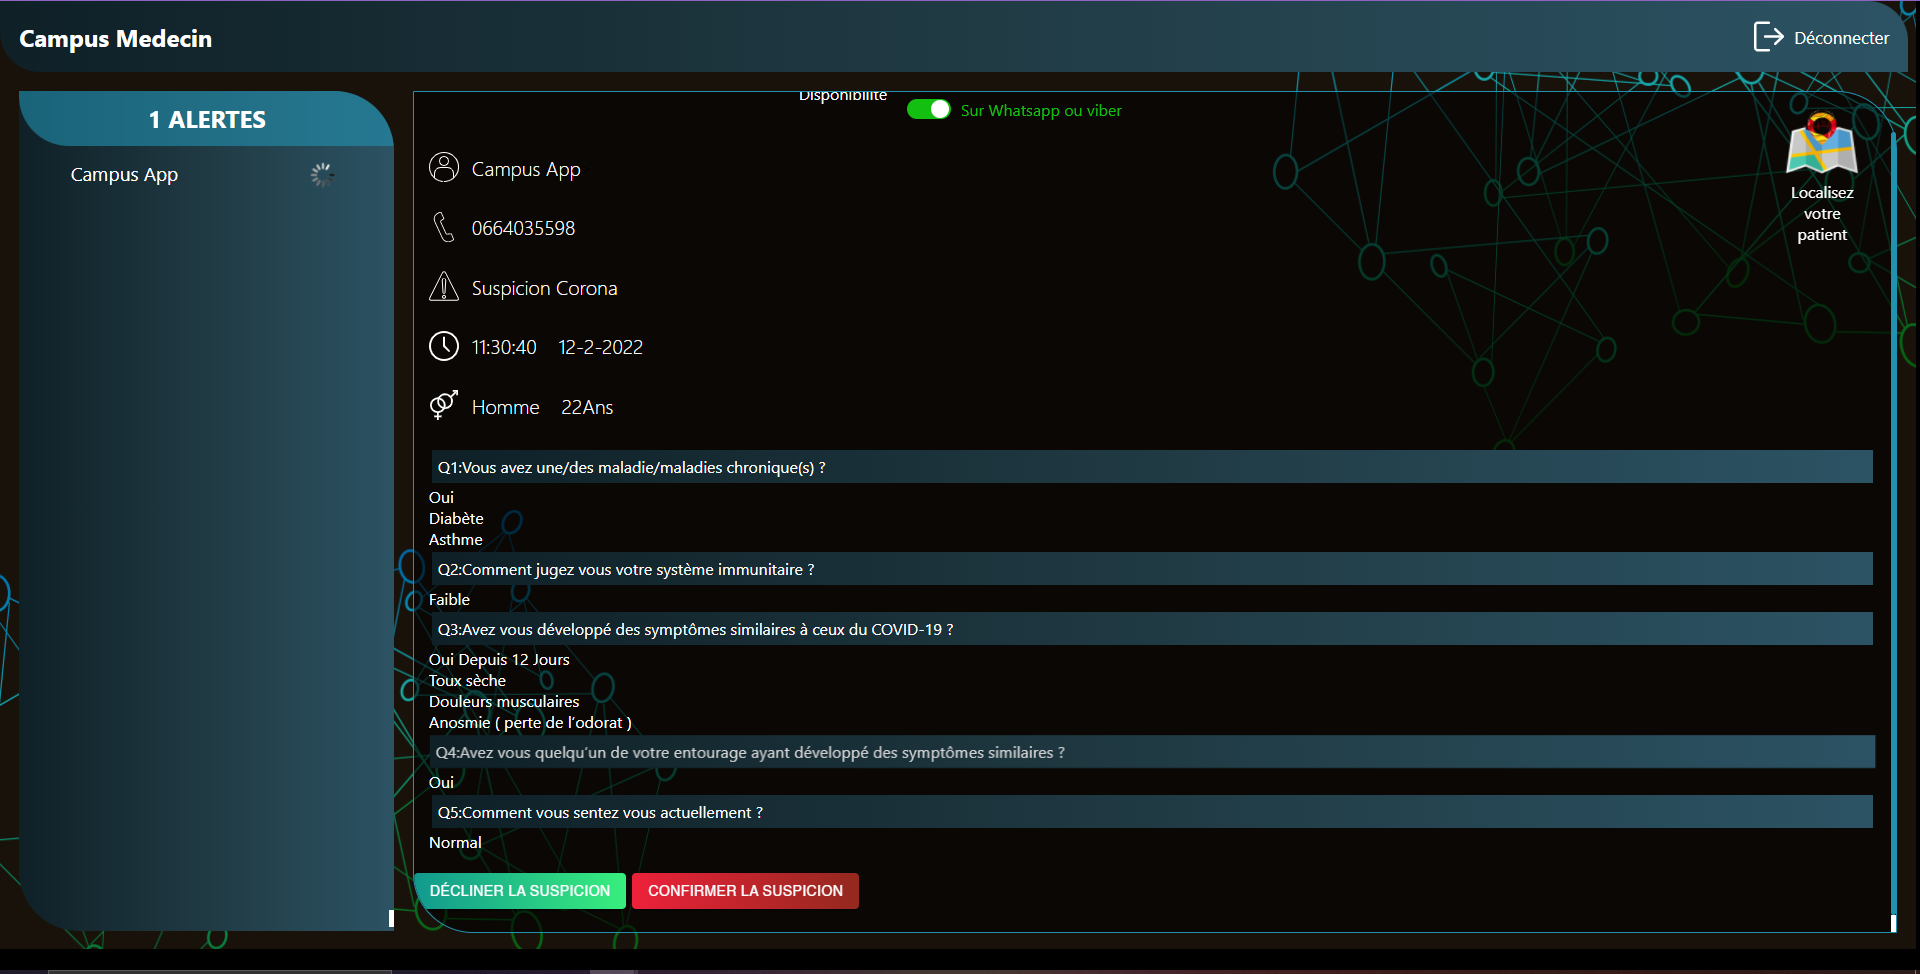 Campus Medecin
Déconnecter
1 ALERTES
Campus App
Disponibilité
Sur Whatsapp ou viber
Localisez
votre
patient
Campus App
0664035598
Suspicion Corona
11:30:40 12-2-2022
Homme 22Ans
Q1:Vous avez une/des maladie/maladies chronique(s) ?
Oui
Diabète
Asthme
Q2:Comment jugez vous votre système immunitaire ?
Faible
Q3:Avez vous développé des symptômes similaires à ceux du COVID-19 ?
Oui Depuis 12 Jours
Toux sèche
Douleurs musculaires
Anosmie ( perte de l’odorat )
Q4:Avez vous quelqu’un de votre entourage ayant développé des symptômes similaires ?
Oui
Q5:Comment vous sentez vous actuellement ?
Normal
DÉCLINER LA SUSPICION CONFIRMER LA SUSPICION